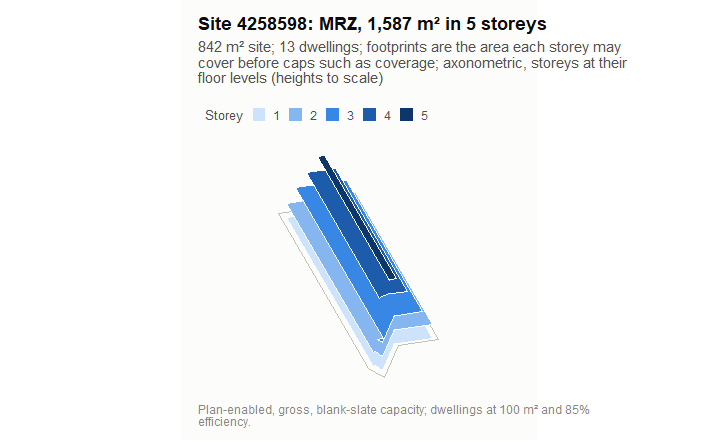 Site 4258598: MRZ, 1,587 m² in 5 storeys
842 m² site; 13 dwellings; footprints are the area each storey may
cover before caps such as coverage; axonometric, storeys at their
floor levels (heights to scale)
Storey 1 2 3 4 5
Plan-enabled, gross, blank-slate capacity; dwellings at 100 m² and 85%
efficiency.